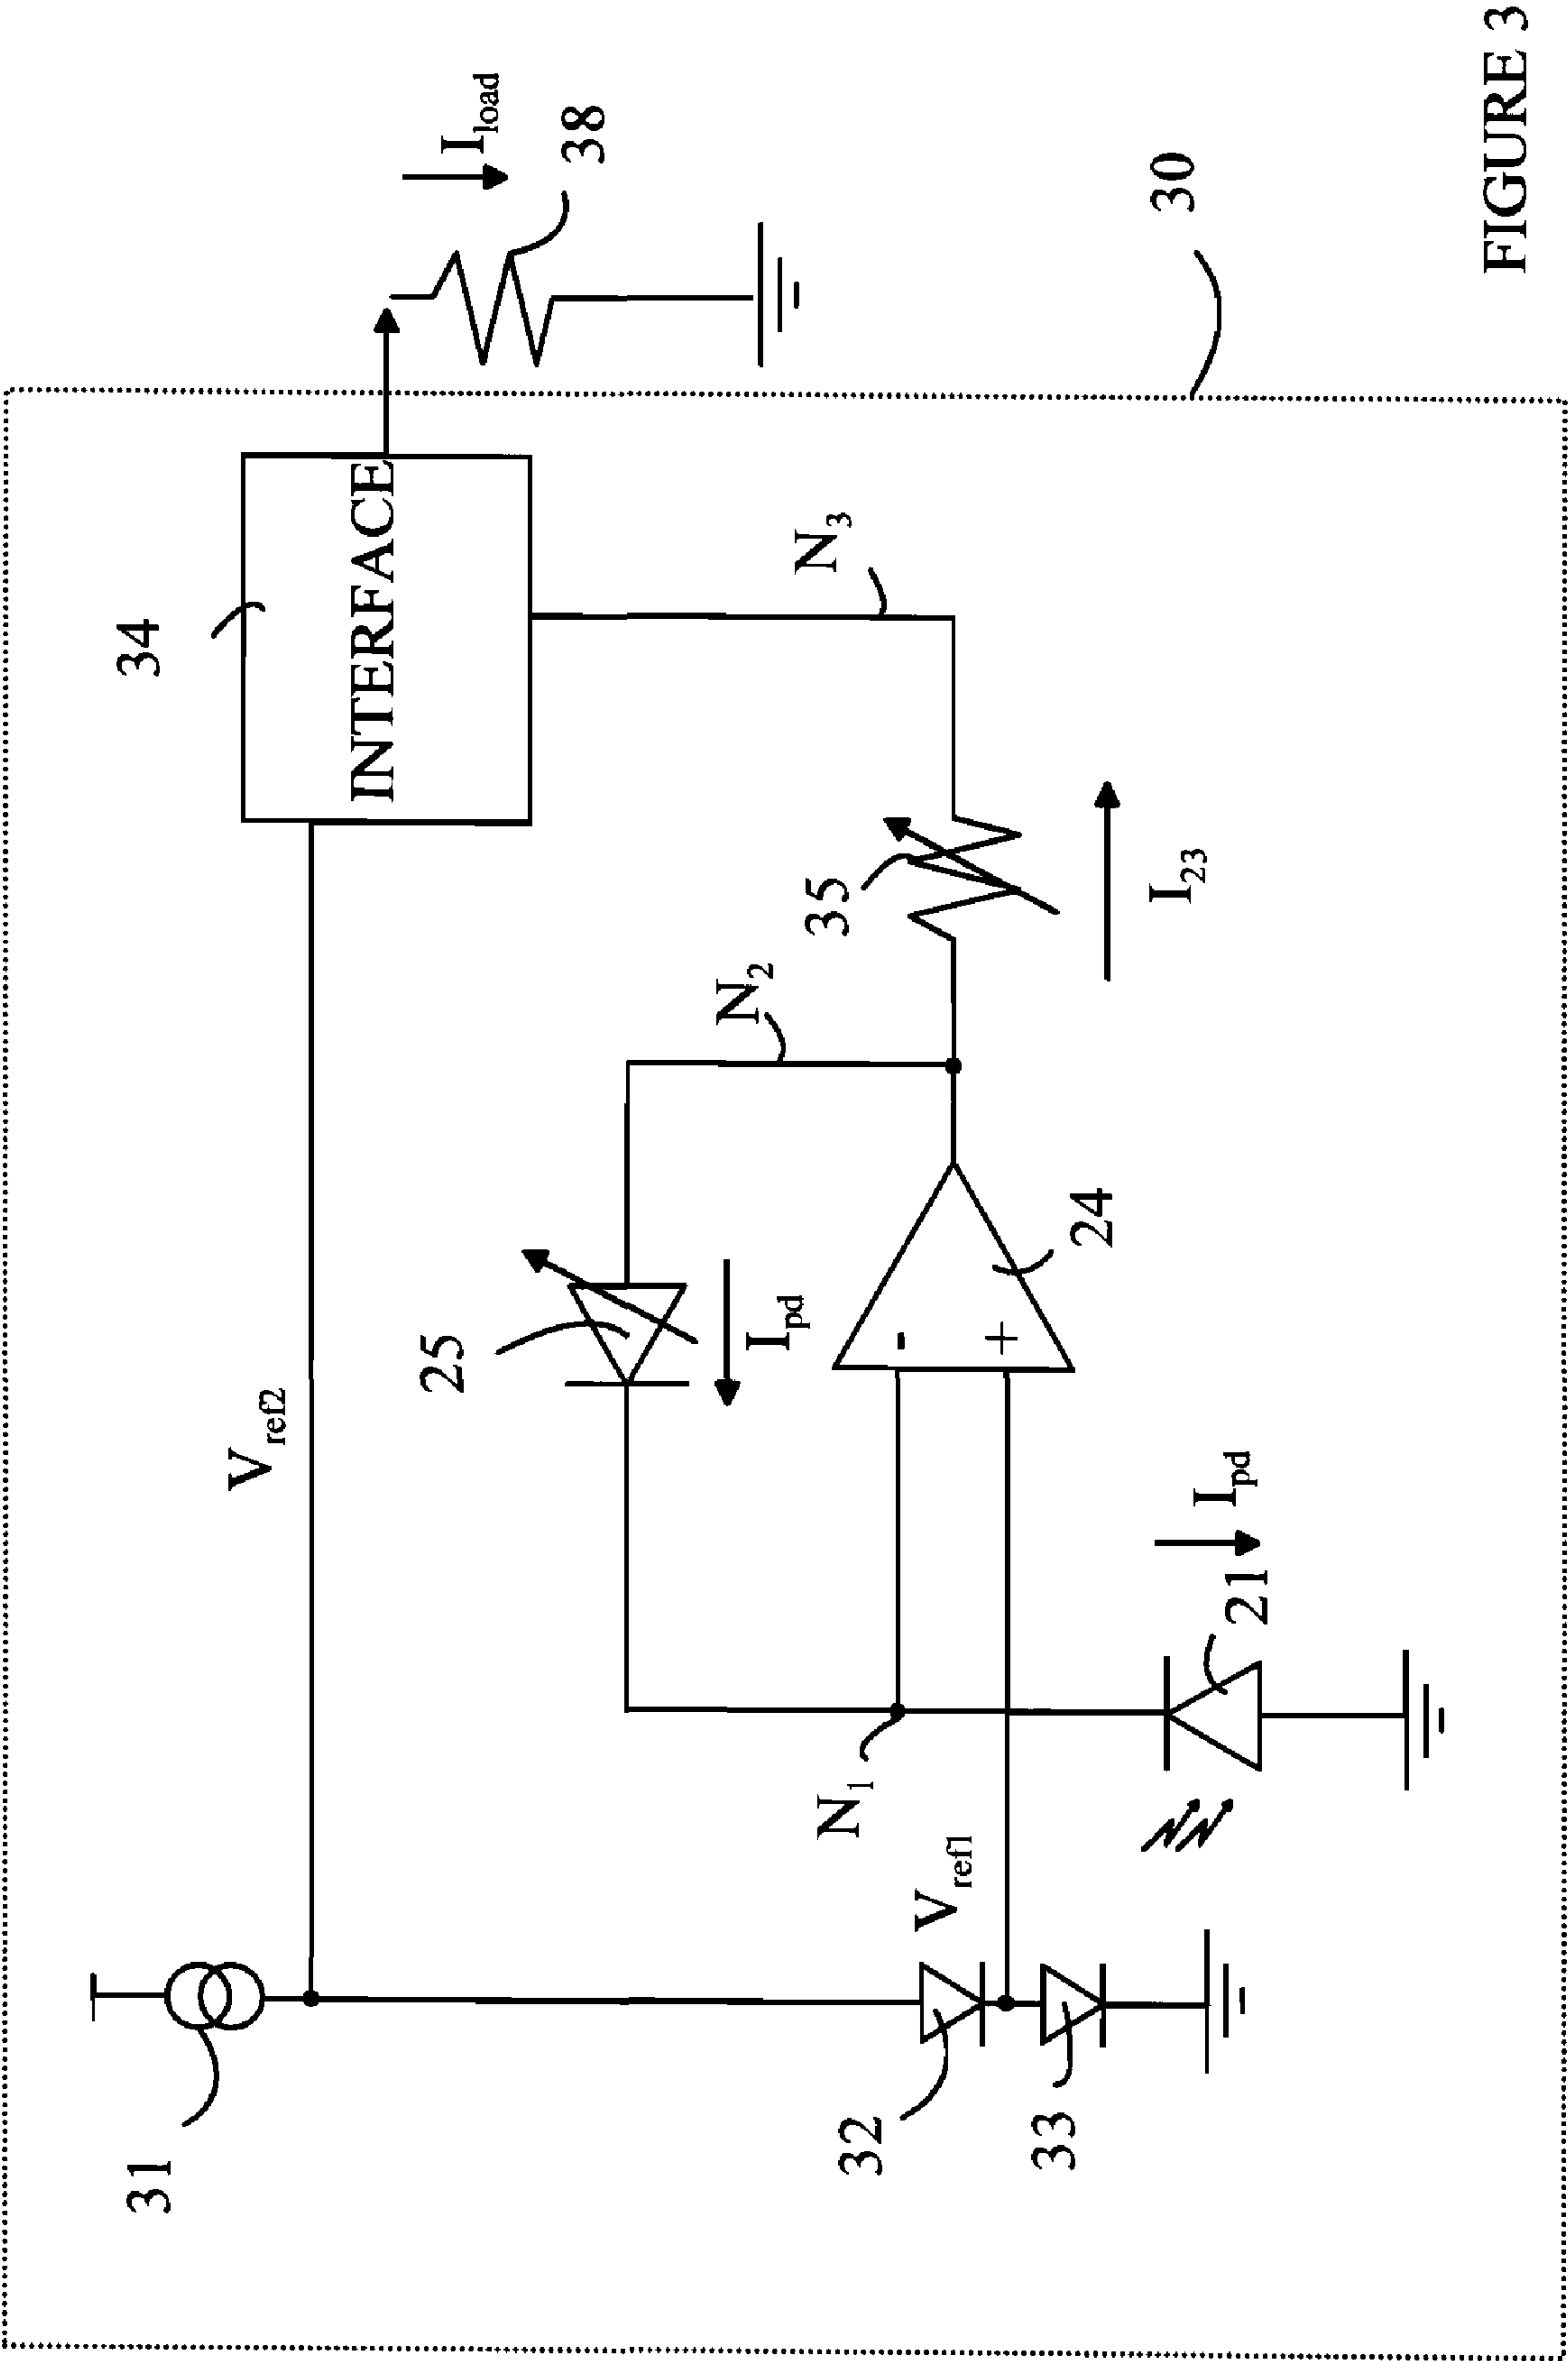 31
V_ref2
34
INTERFACE
I_load
38
25
I_pd
N_2
N_3
35
I_23
N_1
-
+
24
V_ref1
32
33
21
I_pd
30
FIGURE 3